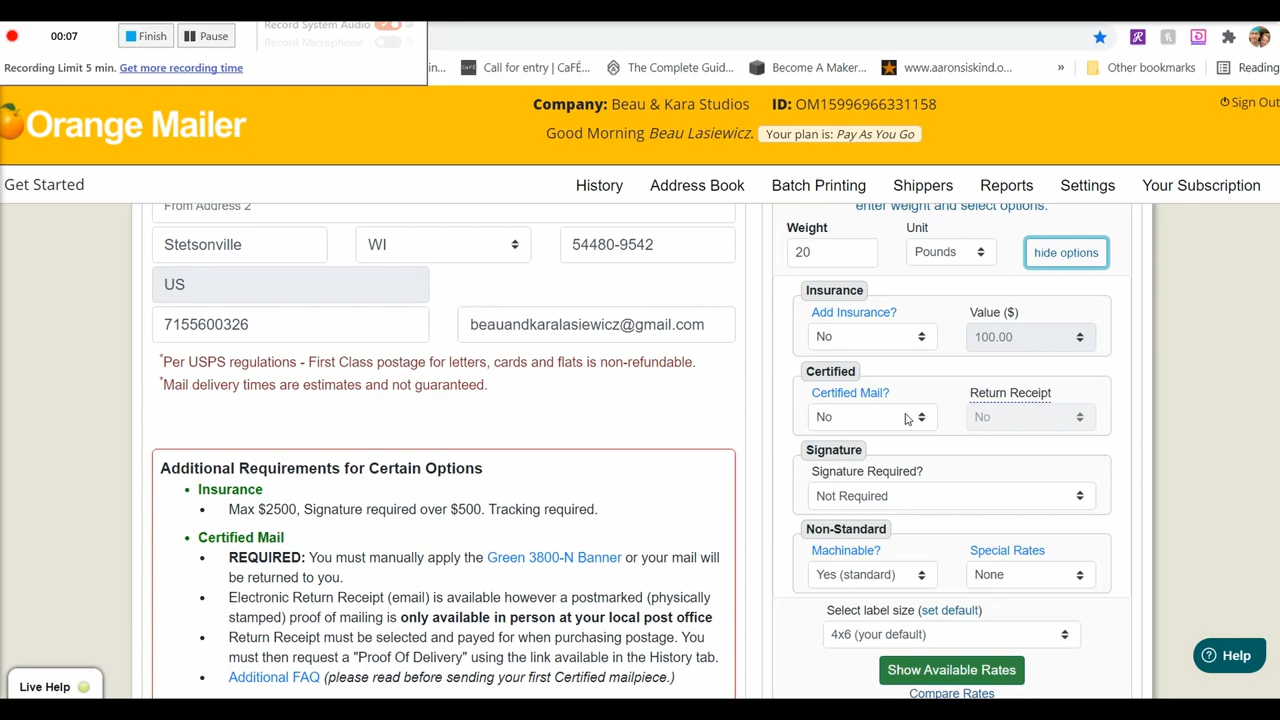 00:07
Finish
Pause
Record System Audio
Record Microphone
Recording Limit 5 min. Get more recording time
in...
CaFÉ
Call for entry | CaFÉ...
The Complete Guid...
Become A Maker...
www.aaronsiskind.o...
»
Other bookmarks
Reading
Orange Mailer
Company: Beau & Kara Studios
ID: OM15996966331158
Sign Out
Good Morning Beau Lasiewicz.
Your plan is: Pay As You Go
Get Started
History
Address Book
Batch Printing
Shippers
Reports
Settings
Your Subscription
From Address 2
Stetsonville
WI
54480-9542
US
7155600326
beauandkaralasiewicz@gmail.com
*Per USPS regulations - First Class postage for letters, cards and flats is non-refundable.
*Mail delivery times are estimates and not guaranteed.
Additional Requirements for Certain Options
• Insurance
• Max $2500, Signature required over $500. Tracking required.
• Certified Mail
• REQUIRED: You must manually apply the Green 3800-N Banner or your mail will
be returned to you.
• Electronic Return Receipt (email) is available however a postmarked (physically
stamped) proof of mailing is only available in person at your local post office
• Return Receipt must be selected and payed for when purchasing postage. You
must then request a "Proof Of Delivery" using the link available in the History tab.
• Additional FAQ (please read before sending your first Certified mailpiece.)
enter weight and select options.
Weight
Unit
20
Pounds
hide options
Insurance
Add Insurance?
Value ($)
No
100.00
Certified
Certified Mail?
Return Receipt
No
No
Signature
Signature Required?
Not Required
Non-Standard
Machinable?
Special Rates
Yes (standard)
None
Select label size (set default)
4x6 (your default)
Show Available Rates
Compare Rates
Live Help
Help